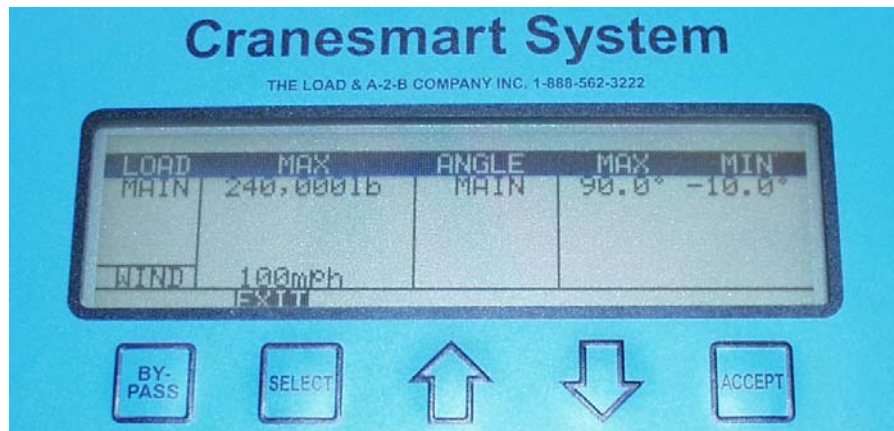 Cranesmart System
THE LOAD & A-2-B COMPANY INC. 1-888-562-3222
LOAD MAX ANGLE MAX MIN
MAIN 240,000lb MAIN 90.0° -10.0°
WIND 100mph
EXIT
BY-
PASS SELECT ACCEPT